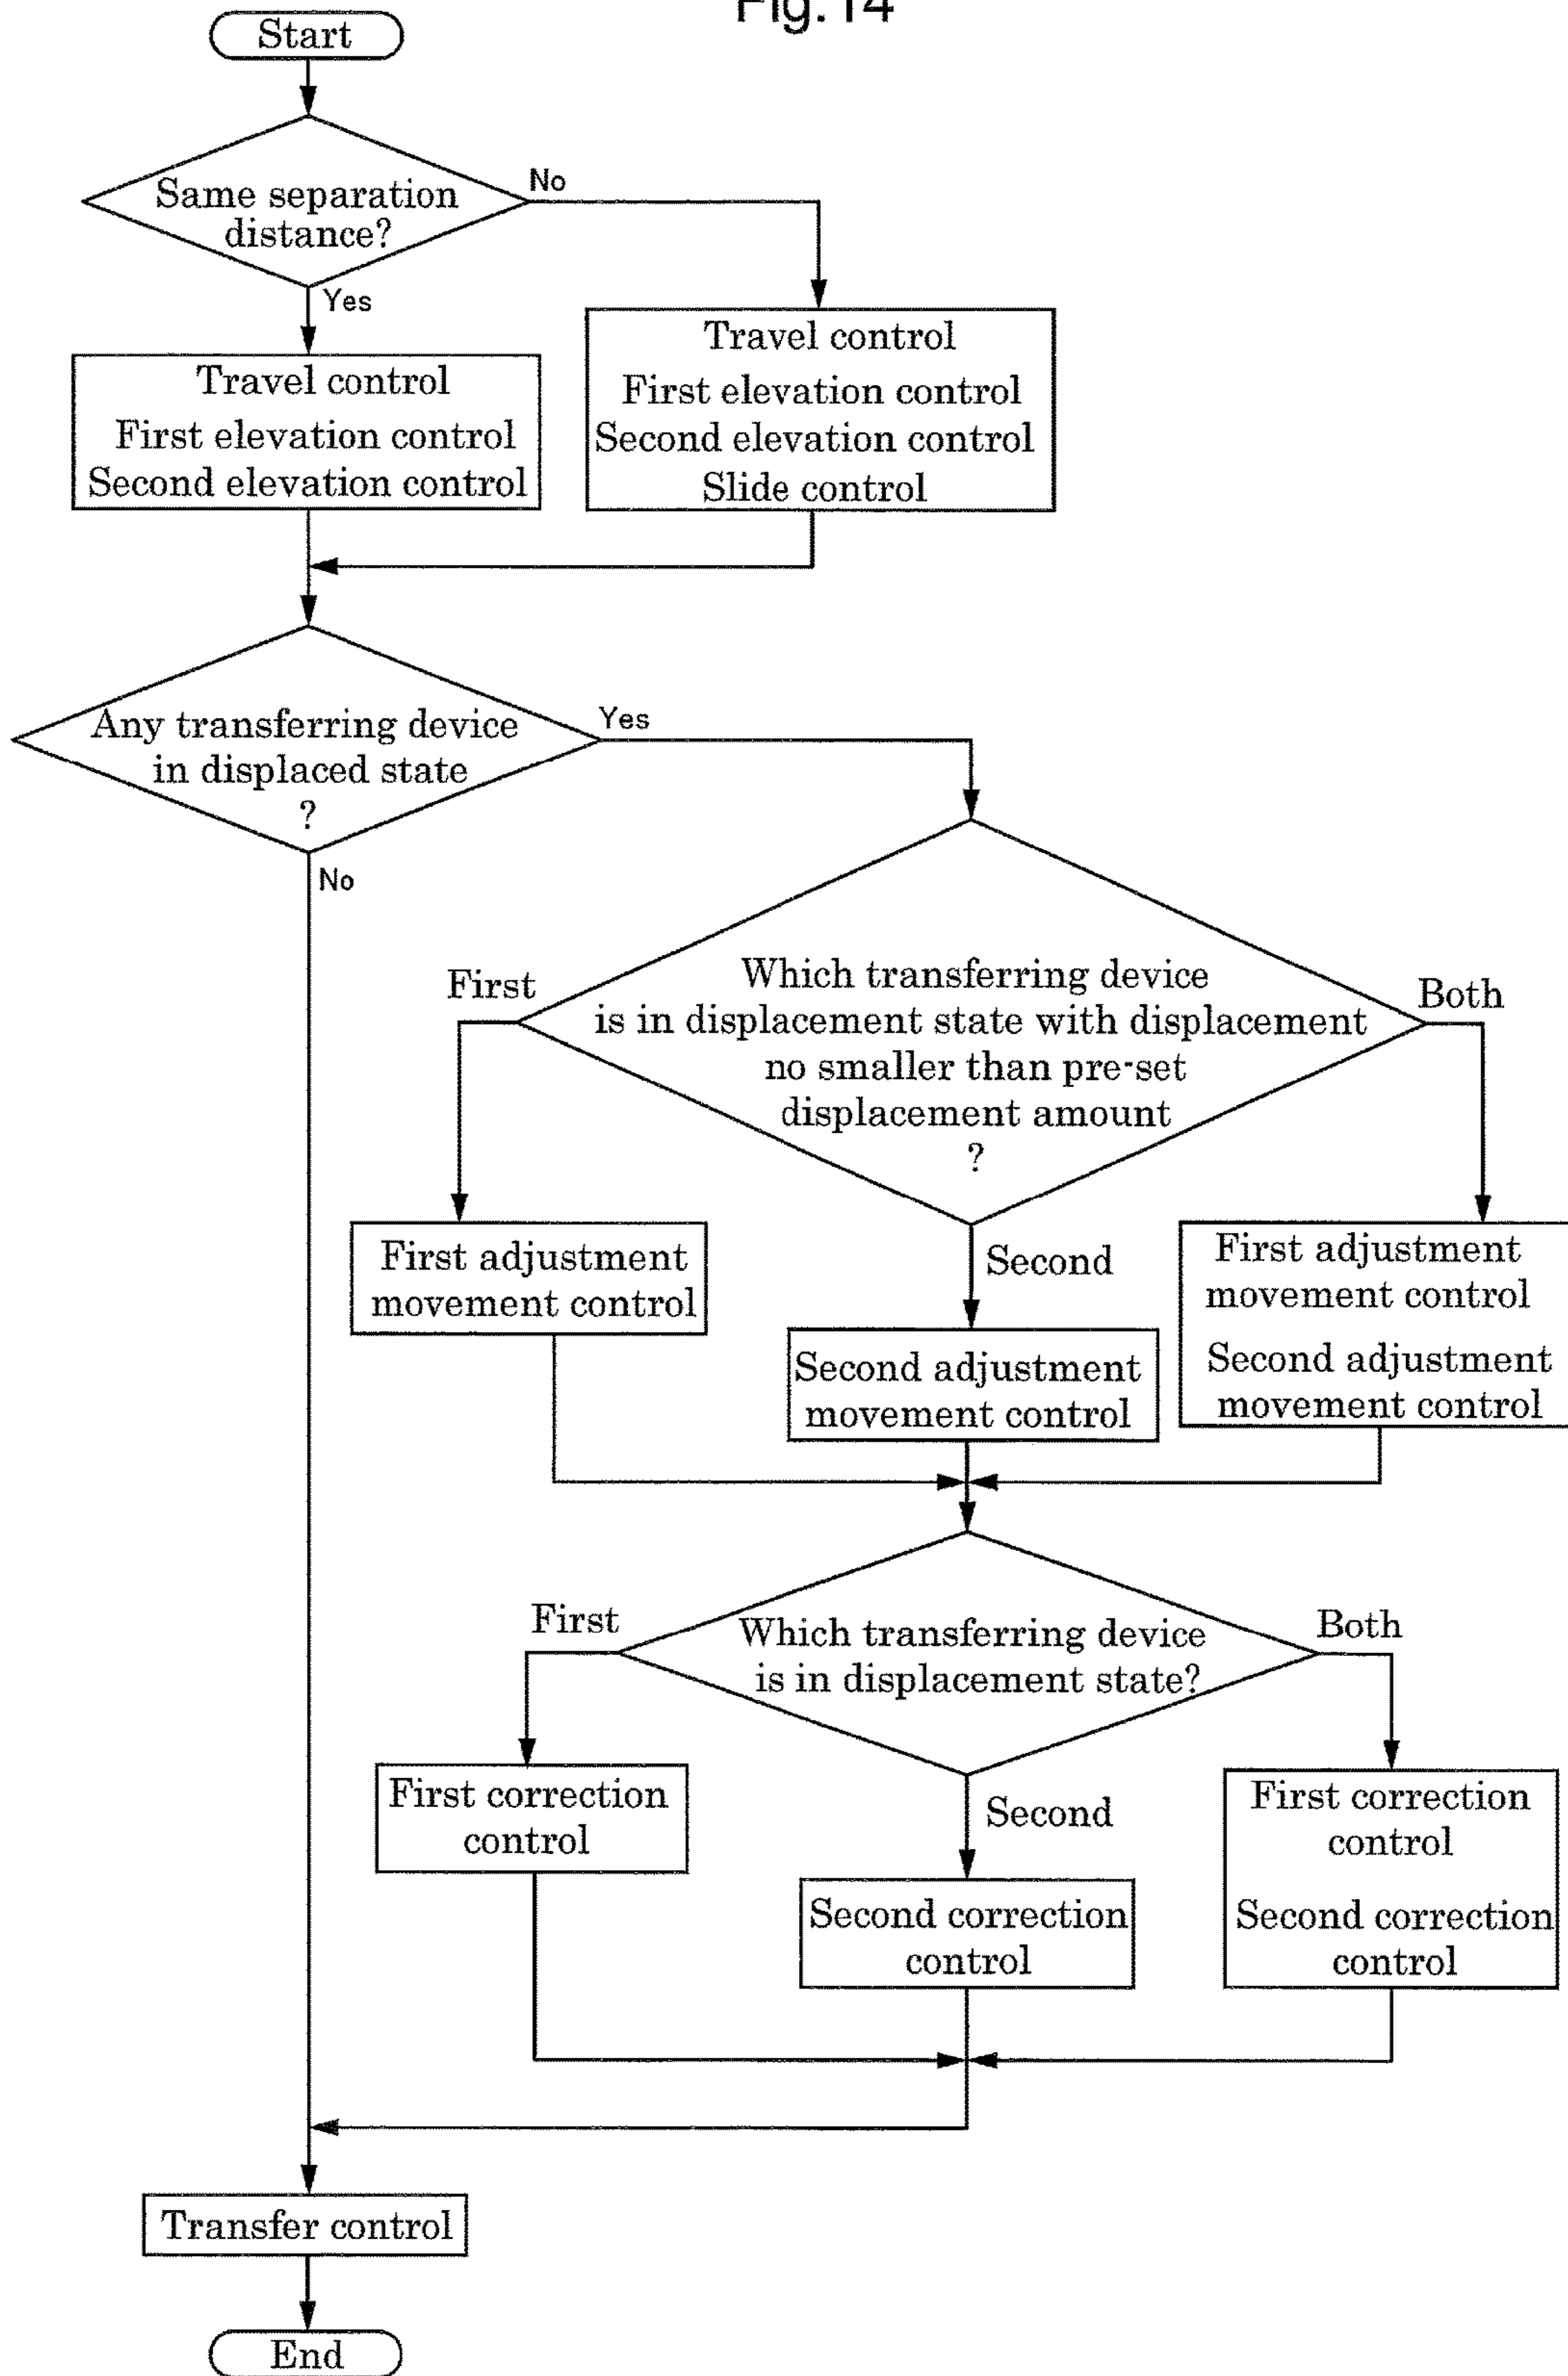 Fig.14
Start
Same separation
distance?
No
Yes
Travel control
First elevation control
Second elevation control
Travel control
First elevation control
Second elevation control
Slide control
Any transferring device
in displaced state
?
Yes
No
Which transferring device
is in displacement state with displacement
no smaller than pre-set
displacement amount
?
First
Both
Second
First adjustment
movement control
Second adjustment
movement control
First adjustment
movement control
Second adjustment
movement control
Which transferring device
is in displacement state?
First
Both
Second
First correction
control
Second correction
control
First correction
control
Second correction
control
Transfer control
End